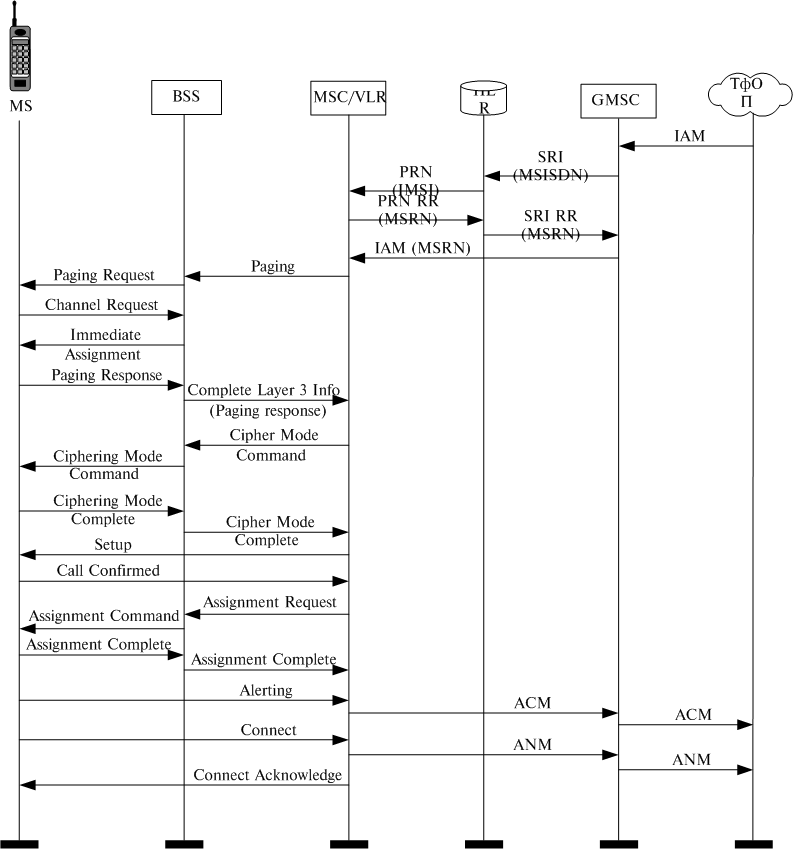 MS
BSS
MSC/VLR
HL
R
GMSC
ТфО
П
IAM
SRI
(MSISDN)
PRN
(IMSI)
PRN RR
(MSRN)
SRI RR
(MSRN)
IAM (MSRN)
Paging
Paging Request
Channel Request
Immediate
Assignment
Paging Response
Complete Layer 3 Info
(Paging response)
Cipher Mode
Command
Ciphering Mode
Command
Ciphering Mode
Complete
Cipher Mode
Complete
Setup
Call Confirmed
Assignment Request
Assignment Command
Assignment Complete
Assignment Complete
Alerting
ACM
ACM
Connect
ANM
ANM
Connect Acknowledge